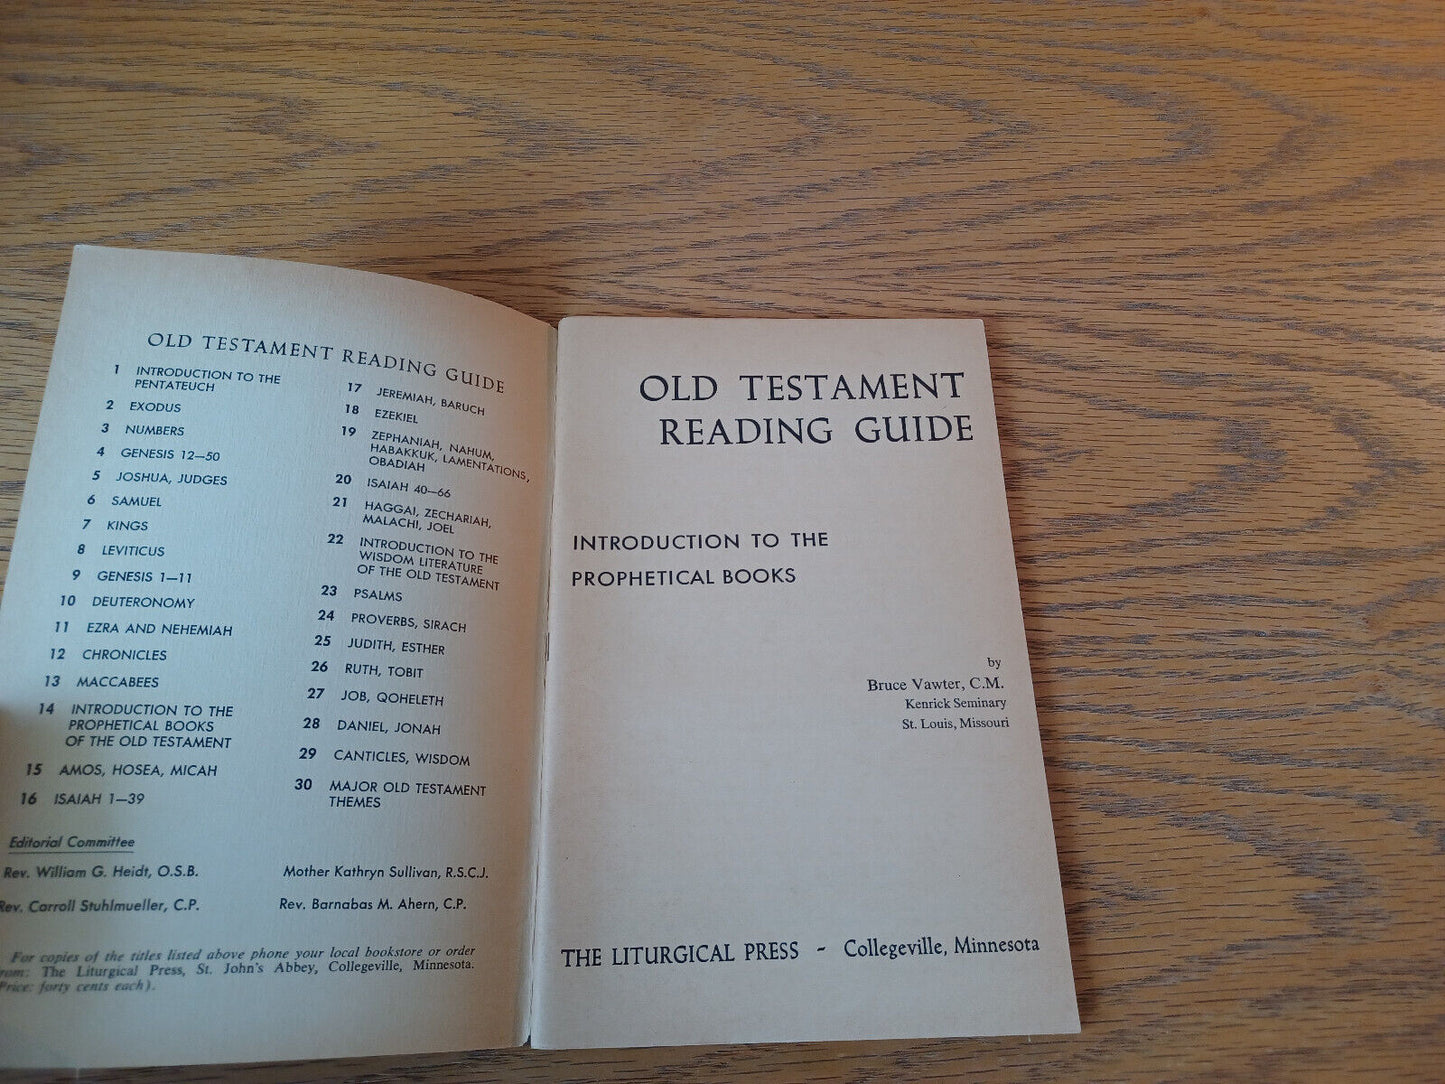 OLD TESTAMENT READING GUIDE
1 INTRODUCTION TO THE
PENTATEUCH
2 EXODUS
3 NUMBERS
4 GENESIS 12—50
5 JOSHUA, JUDGES
6 SAMUEL
7 KINGS
8 LEVITICUS
9 GENESIS 1—11
10 DEUTERONOMY
11 EZRA AND NEHEMIAH
12 CHRONICLES
13 MACCABEES
14 INTRODUCTION TO THE
PROPHETICAL BOOKS
OF THE OLD TESTAMENT
15 AMOS, HOSEA, MICAH
16 ISAIAH 1—39
17 JEREMIAH, BARUCH
18 EZEKIEL
19 ZEPHANIAH, NAHUM,
HABAKKUK, LAMENTATIONS,
OBADIAH
20 ISAIAH 40—66
21 HAGGAI, ZECHARIAH,
MALACHI, JOEL
22 INTRODUCTION TO THE
WISDOM LITERATURE
OF THE OLD TESTAMENT
23 PSALMS
24 PROVERBS, SIRACH
25 JUDITH, ESTHER
26 RUTH, TOBIT
27 JOB, QOHELETH
28 DANIEL, JONAH
29 CANTICLES, WISDOM
30 MAJOR OLD TESTAMENT
THEMES
Editorial Committee
Rev. William G. Heidt, O.S.B.
Mother Kathryn Sullivan, R.S.C.J.
Rev. Carroll Stuhlmueller, C.P.
Rev. Barnabas M. Ahern, C.P.
For copies of the titles listed above phone your local bookstore or order
from: The Liturgical Press, St. John's Abbey, Collegeville, Minnesota.
(Price: forty cents each).
OLD TESTAMENT
READING GUIDE
INTRODUCTION TO THE
PROPHETICAL BOOKS
by
Bruce Vawter, C.M.
Kenrick Seminary
St. Louis, Missouri
THE LITURGICAL PRESS - Collegeville, Minnesota